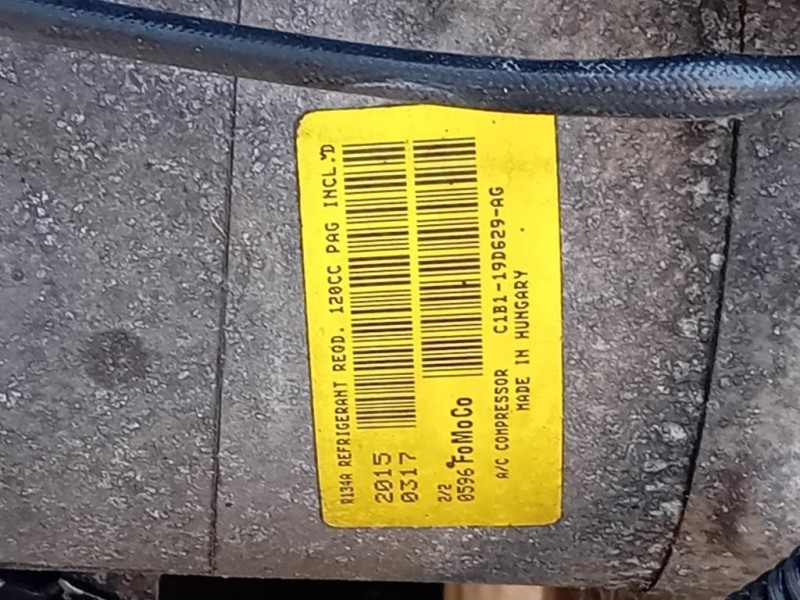 R134A REFRIGERANT REQD. 120CC PAG INCL.'D
2015
0317
2/2
0596 FoMoCo
A/C COMPRESSOR C1B1-19D629-AG
MADE IN HUNGARY